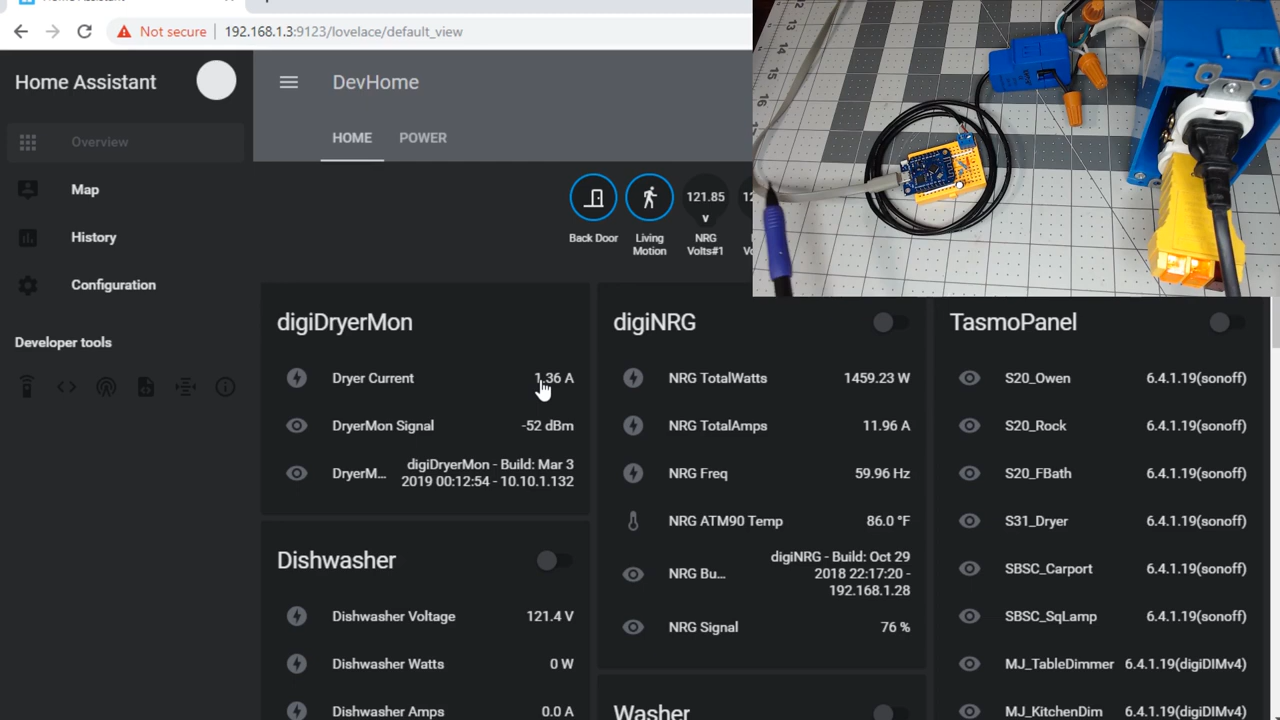 Not secure
192.168.1.3:9123/lovelace/default_view
Home Assistant
DevHome
Overview
HOME
POWER
Map
121.85
V
Back Door
Living
Motion
NRG
Volts#1
History
Configuration
Developer tools
digiDryerMon
Dryer Current
1.36 A
DryerMon Signal
-52 dBm
DryerM...
digiDryerMon - Build: Mar 3
2019 00:12:54 - 10.10.1.132
Dishwasher
Dishwasher Voltage
121.4 V
Dishwasher Watts
0 W
Dishwasher Amps
0.0 A
digiNRG
NRG TotalWatts
1459.23 W
NRG TotalAmps
11.96 A
NRG Freq
59.96 Hz
NRG ATM90 Temp
86.0 °F
NRG Bu...
digiNRG - Build: Oct 29
2018 22:17:20 -
192.168.1.28
NRG Signal
76 %
Washer
TasmoPanel
S20_Owen
6.4.1.19(sonoff)
S20_Rock
6.4.1.19(sonoff)
S20_FBath
6.4.1.19(sonoff)
S31_Dryer
6.4.1.19(sonoff)
SBSC_Carport
6.4.1.19(sonoff)
SBSC_SqLamp
6.4.1.19(sonoff)
MJ_TableDimmer
6.4.1.19(digiDIMv4)
MJ_KitchenDim
6.4.1.19(digiDIMv4)
12
13
14
15
16